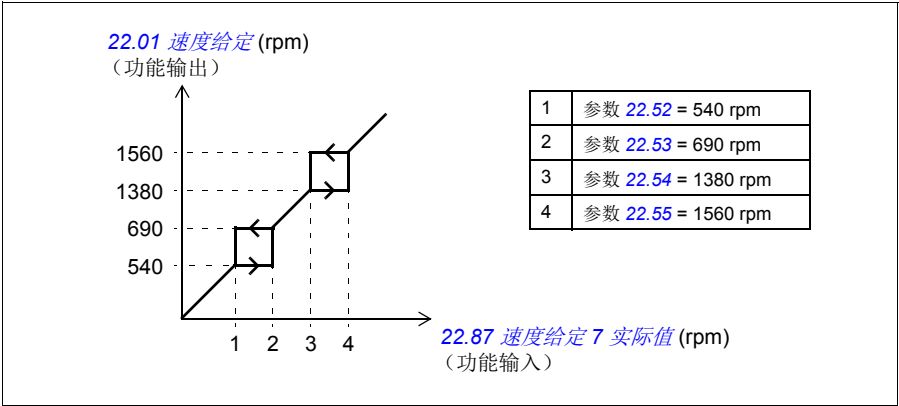 22.01 速度给定 (rpm)
（功能输出）
1560
1380
690
540
1 2 3 4
22.87 速度给定 7 实际值 (rpm)
（功能输入）
1 参数 22.52 = 540 rpm
2 参数 22.53 = 690 rpm
3 参数 22.54 = 1380 rpm
4 参数 22.55 = 1560 rpm